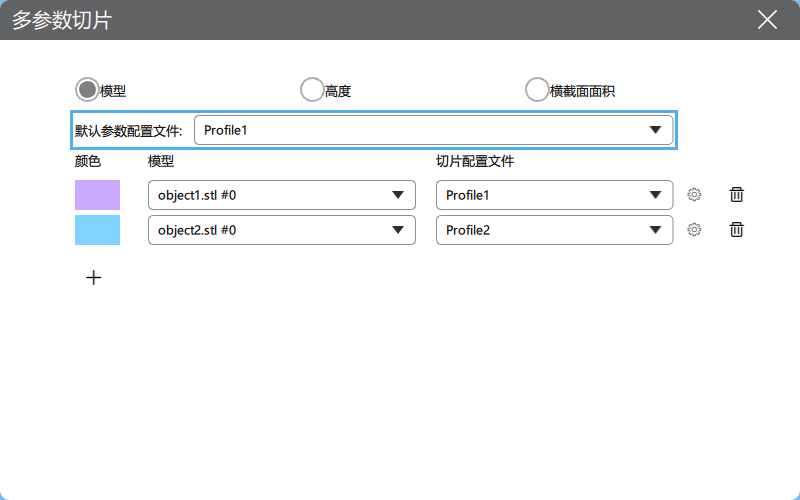 多参数切片
模型 高度 横截面面积
默认参数配置文件: Profile1
颜色 模型 切片配置文件
object1.stl #0 Profile1
object2.stl #0 Profile2